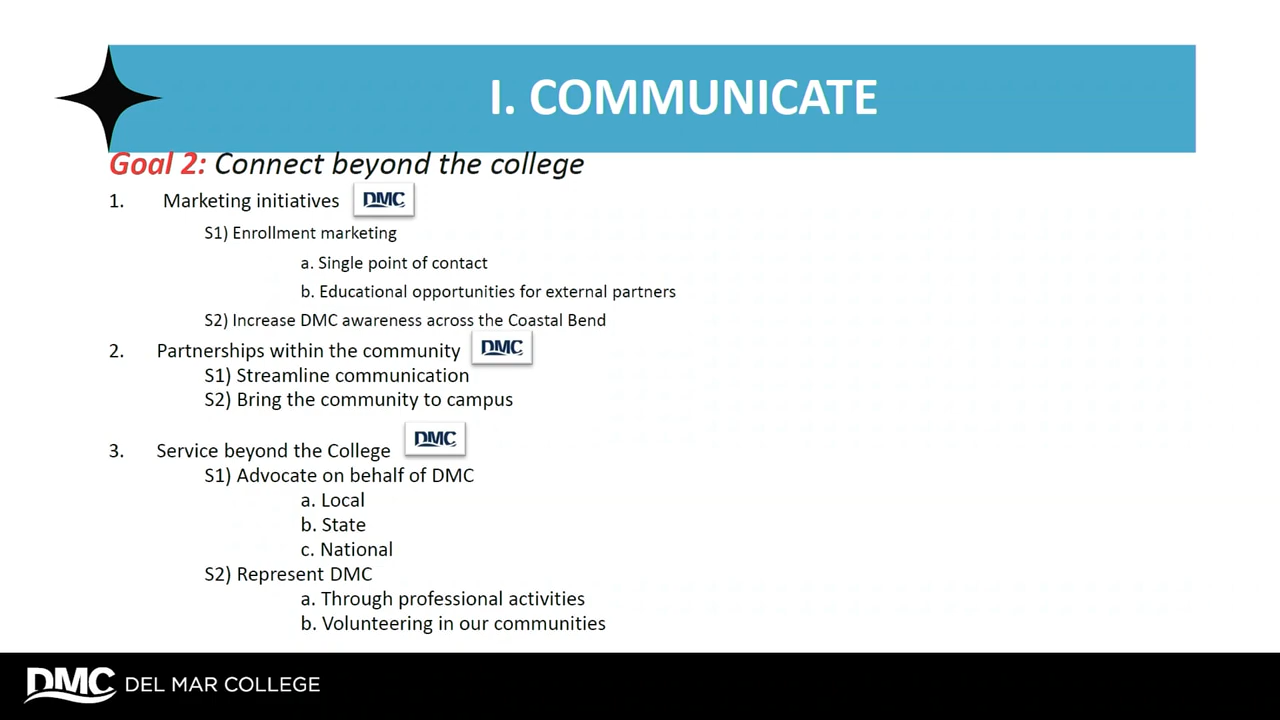 I. COMMUNICATE
Goal 2: Connect beyond the college
1. Marketing initiatives DMC
S1) Enrollment marketing
a. Single point of contact
b. Educational opportunities for external partners
S2) Increase DMC awareness across the Coastal Bend
2. Partnerships within the community DMC
S1) Streamline communication
S2) Bring the community to campus
3. Service beyond the College DMC
S1) Advocate on behalf of DMC
a. Local
b. State
c. National
S2) Represent DMC
a. Through professional activities
b. Volunteering in our communities
DMC DEL MAR COLLEGE